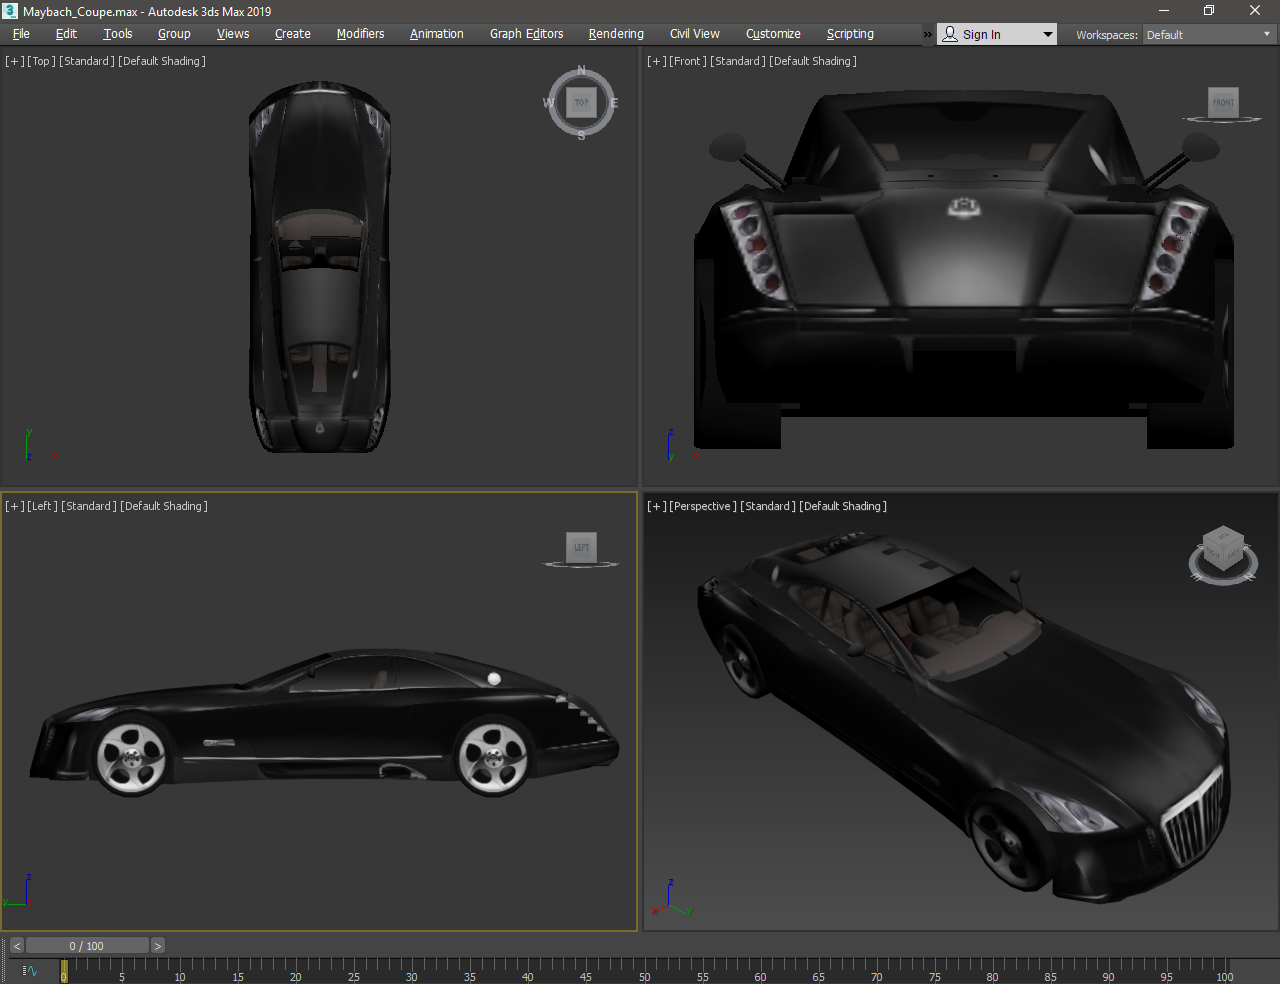 Maybach_Coupe.max - Autodesk 3ds Max 2019
File Edit Tools Group Views Create Modifiers Animation Graph Editors Rendering Civil View Customize Scripting » Sign In Workspaces: Default
[+] [Top] [Standard] [Default Shading]
N
W TOP E
S
y
z x
[+] [Front] [Standard] [Default Shading]
FRONT
z
y x
[+] [Left] [Standard] [Default Shading]
LEFT
z
y
[+] [Perspective] [Standard] [Default Shading]
z
x y
< 0 / 100 >
0 5 10 15 20 25 30 35 40 45 50 55 60 65 70 75 80 85 90 95 100